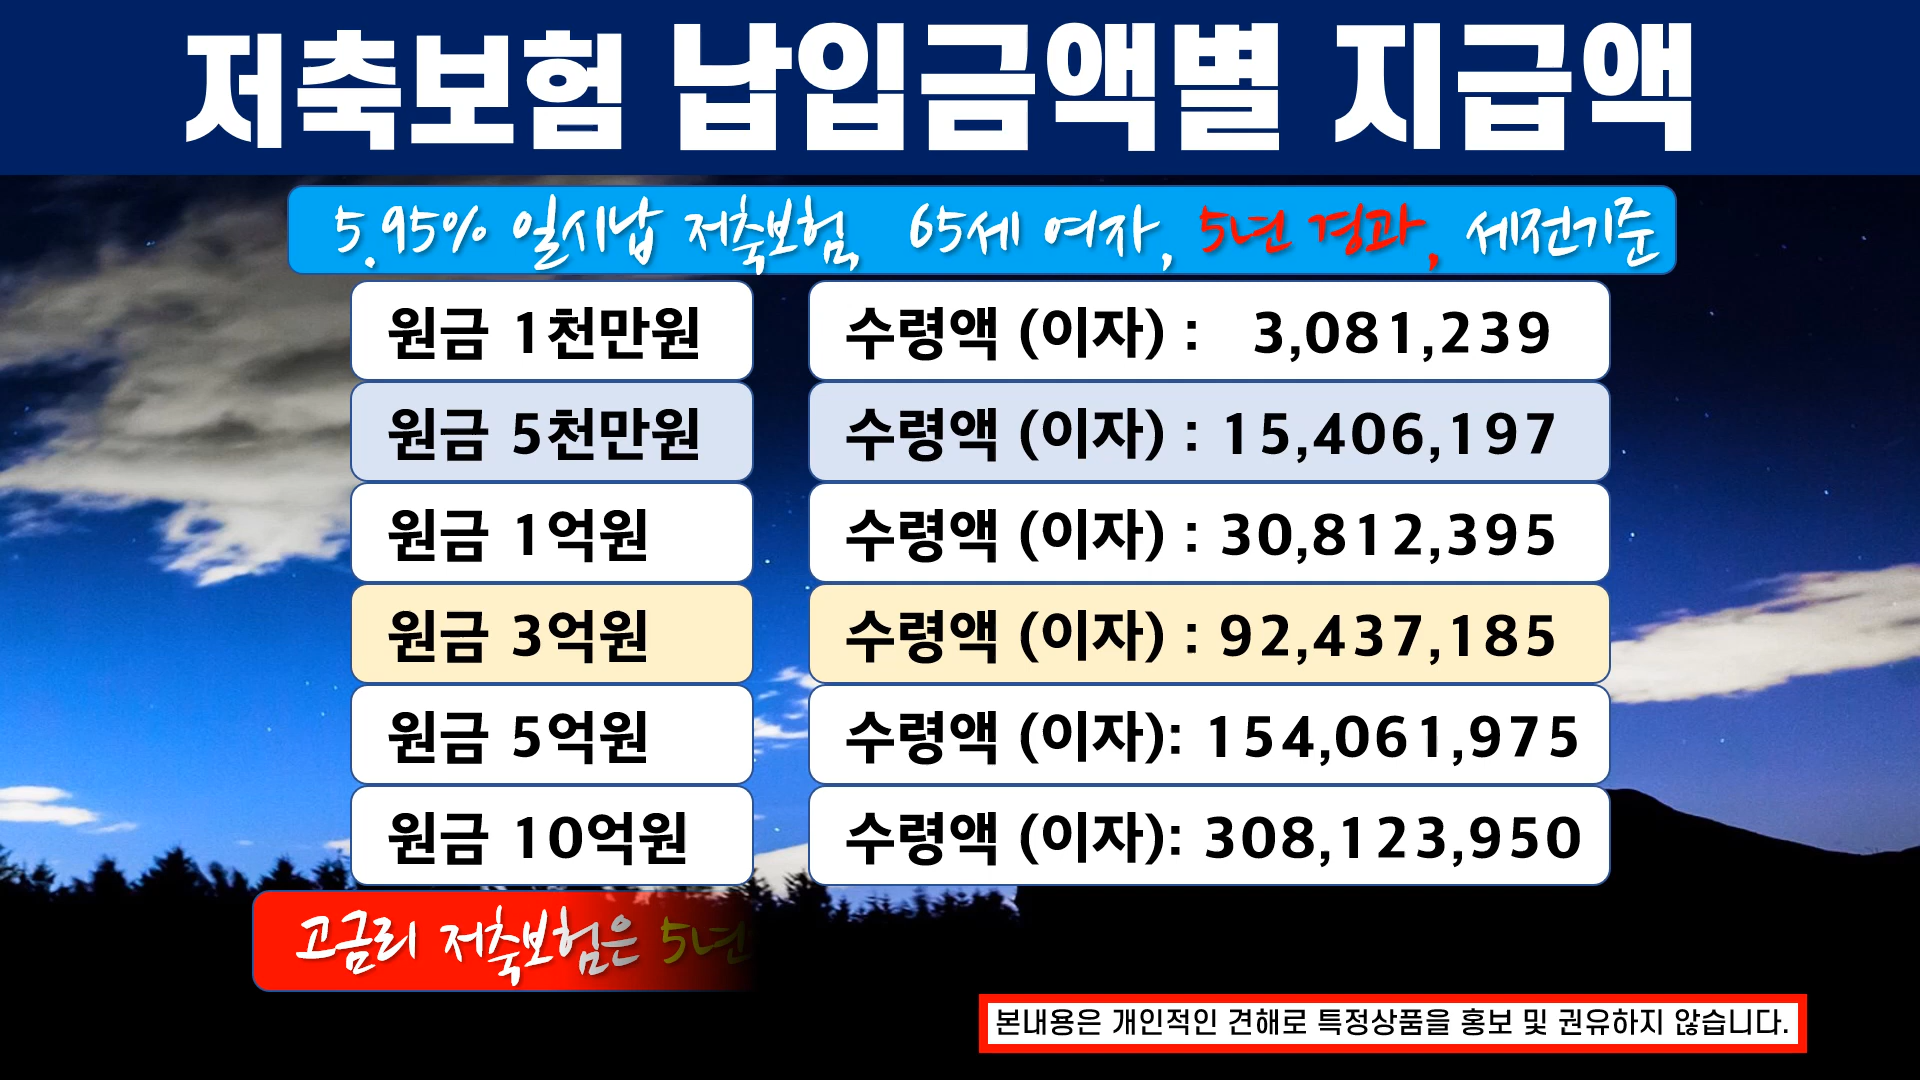 저축보험 납입금액별 지급액
5.95% 일시납 저축보험, 65세 여자, 5년 경과, 세전기준
원금 1천만원 수령액 (이자) : 3,081,239
원금 5천만원 수령액 (이자) : 15,406,197
원금 1억원 수령액 (이자) : 30,812,395
원금 3억원 수령액 (이자) : 92,437,185
원금 5억원 수령액 (이자): 154,061,975
원금 10억원 수령액 (이자): 308,123,950
고금리 저축보험은 5년
본내용은 개인적인 견해로 특정상품을 홍보 및 권유하지 않습니다.